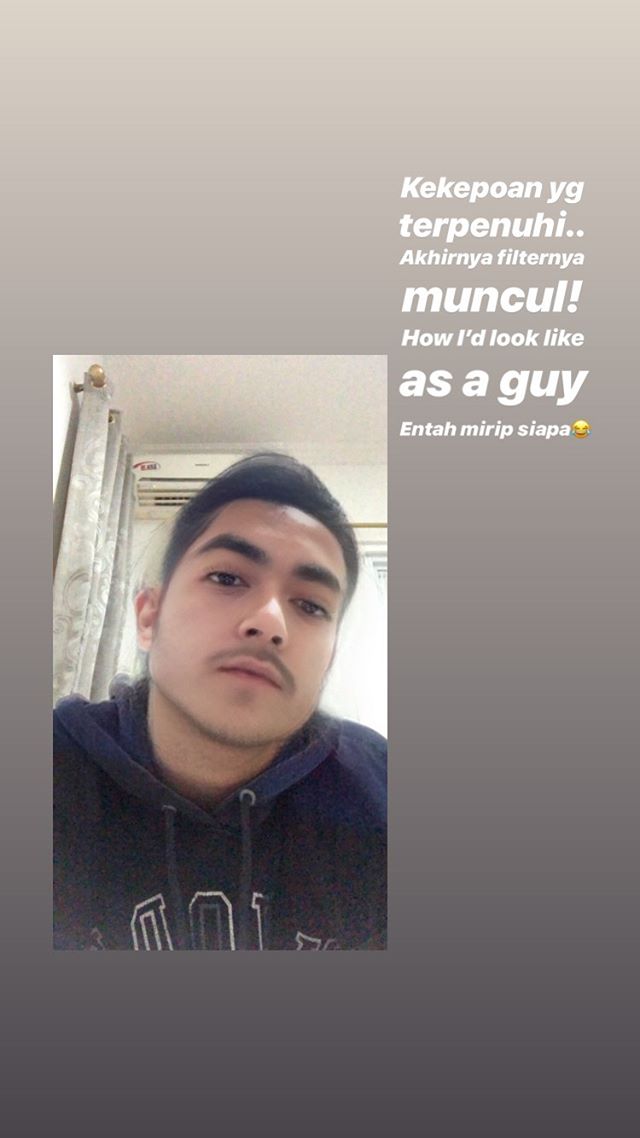 Kekepoan yg
terpenuhi..
Akhirnya filternya
muncul!
How I'd look like
as a guy
Entah mirip siapa😂